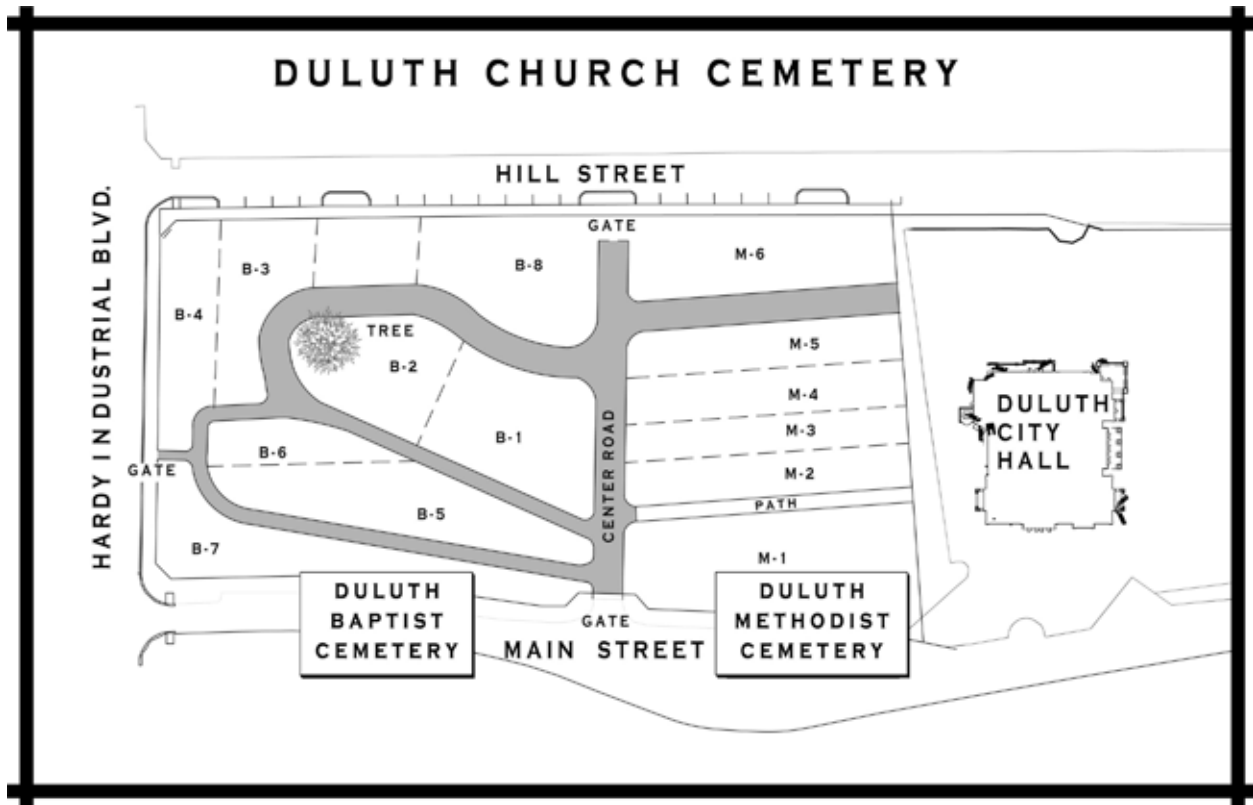 DULUTH CHURCH CEMETERY
HILL STREET
HARDY INDUSTRIAL BLVD.
GATE
M-6
B-8
B-3
B-4
TREE
M-5
B-2
M-4
M-3
B-1
B-6
GATE
M-2
CENTER ROAD
PATH
B-5
B-7
M-1
DULUTH
CITY
HALL
DULUTH
BAPTIST
CEMETERY
GATE
MAIN STREET
DULUTH
METHODIST
CEMETERY